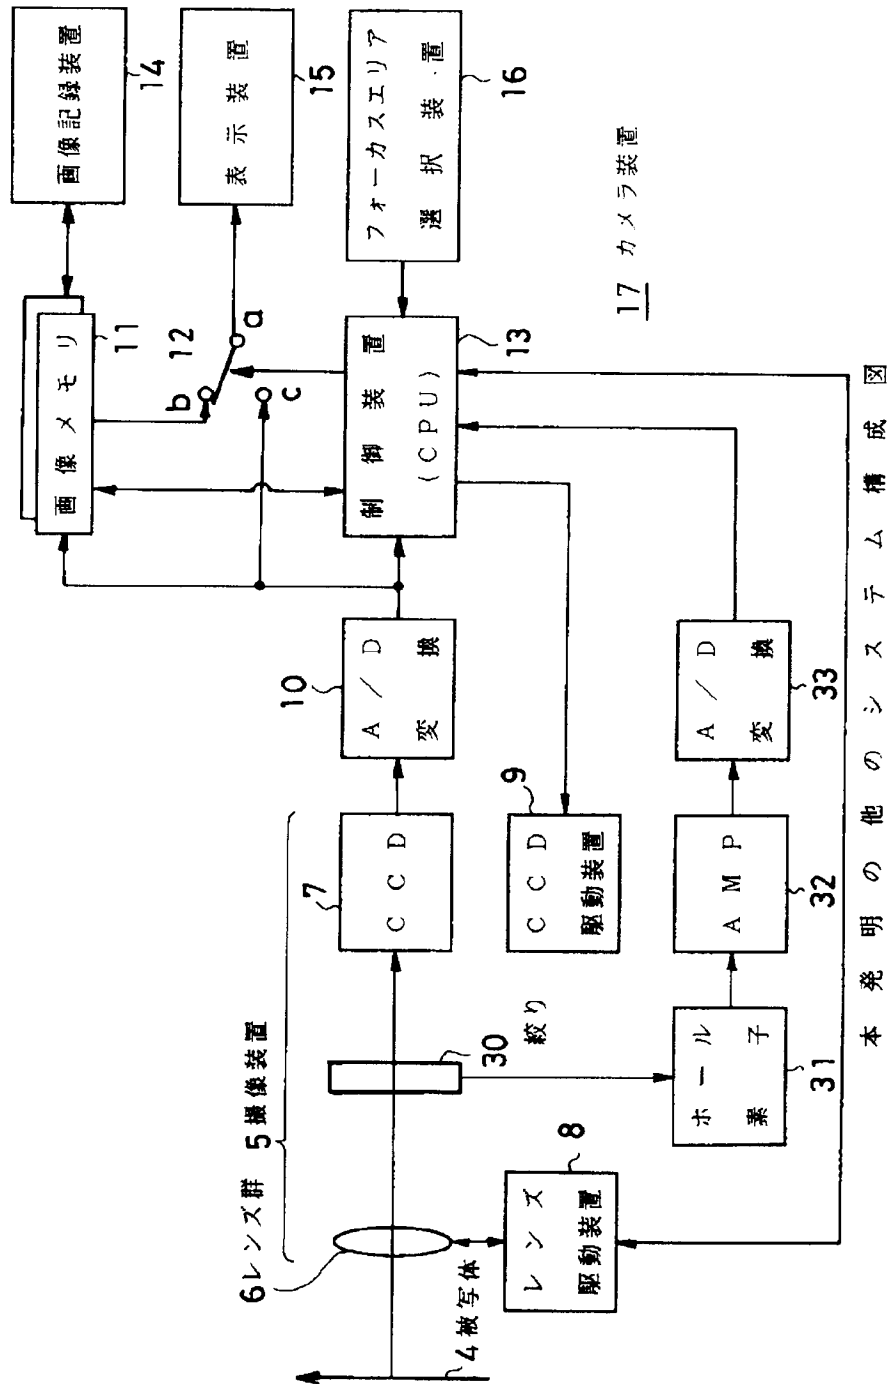 6 レンズ群
5 撮像装置
4 被写体
レンズ
駆動装置
8
30
絞り
ホール
素子
31
AMP
32
A/D
変換
33
CCD
7
CCD
駆動装置
9
A/D
変換
10
画像メモリ
11
12
a
b
c
制御装置
(CPU)
13
画像記録装置
14
表示装置
15
フォーカスエリア
選択装置
16
17 カメラ装置
本発明の他のシステム構成図